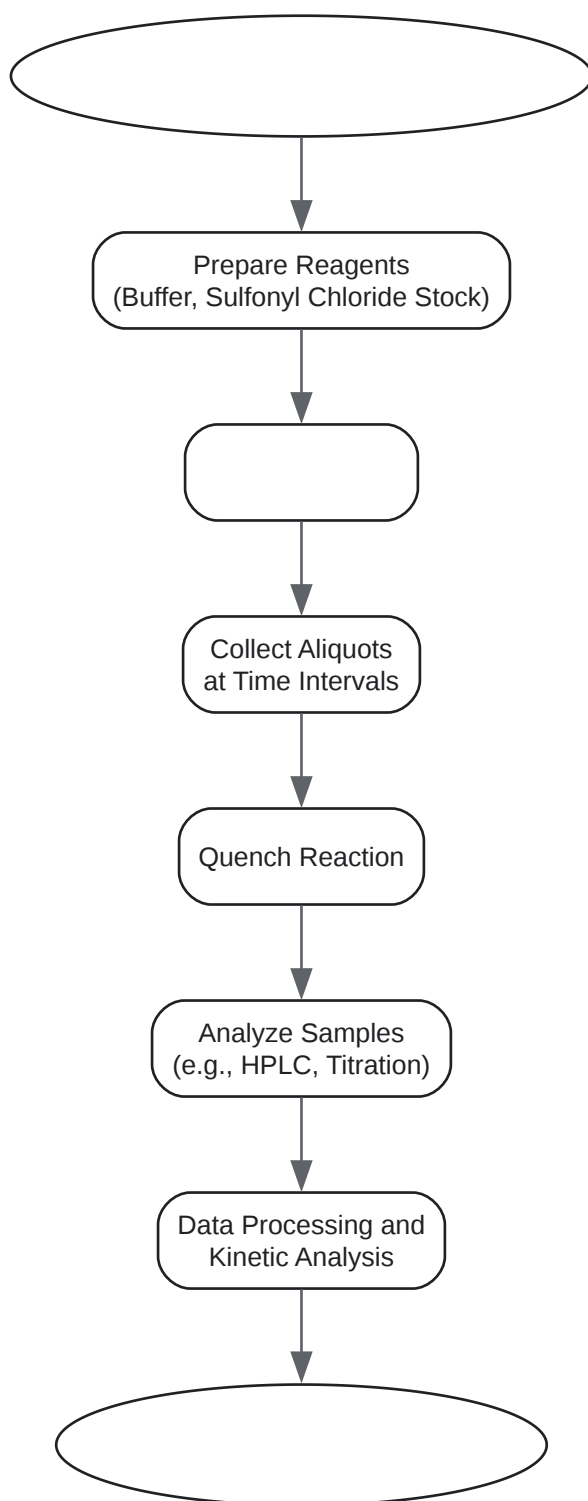 Prepare Reagents
(Buffer, Sulfonyl Chloride Stock)
Collect Aliquots
at Time Intervals
Quench Reaction
Analyze Samples
(e.g., HPLC, Titration)
Data Processing and
Kinetic Analysis